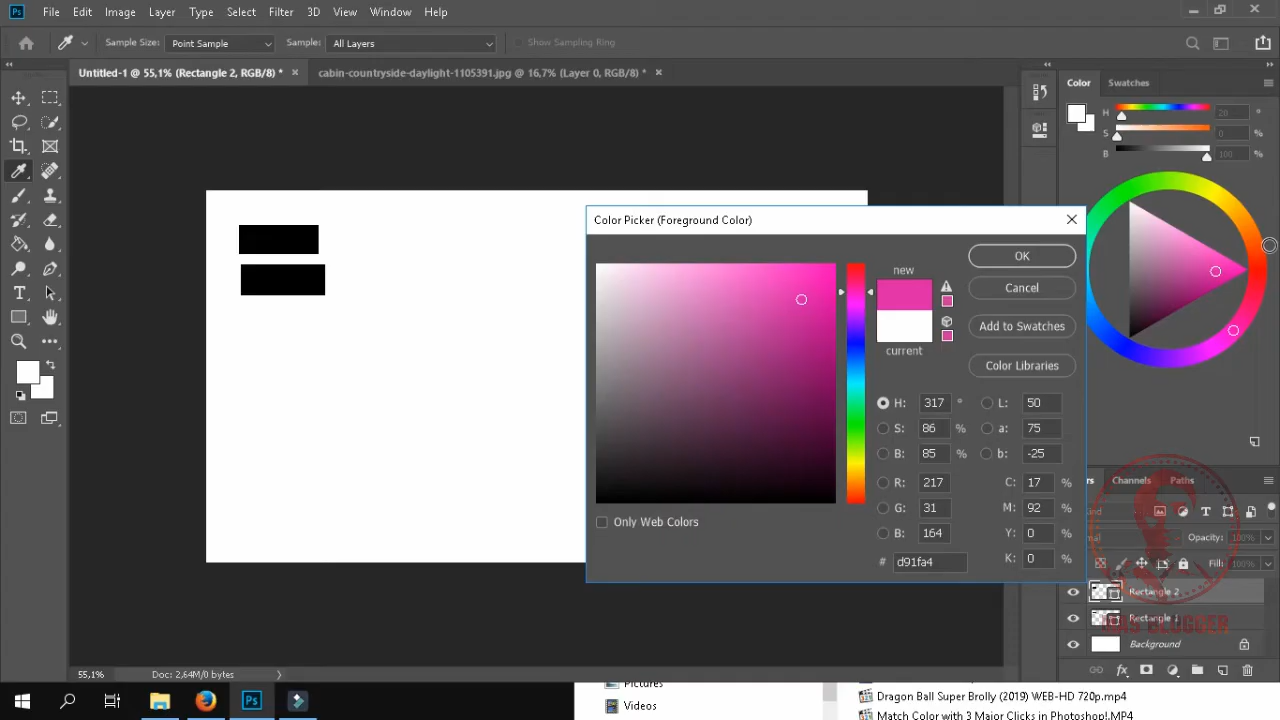 Ps File Edit Image Layer Type Select Filter 3D View Window Help
Sample Size: Point Sample Sample: All Layers Show Sampling Ring
Untitled-1 @ 55,1% (Rectangle 2, RGB/8) * × cabin-countryside-daylight-1105391.jpg @ 16,7% (Layer 0, RGB/8) * ×
Color Swatches
H 26 °
S 0 %
B 100 %
Color Picker (Foreground Color)
new
current
OK
Cancel
Add to Swatches
Color Libraries
H: 317 ° L: 50
S: 86 % a: 75
B: 85 % b: -25
R: 217 C: 17 %
G: 31 M: 92 %
B: 164 Y: 0 %
# d91fa4 K: 0 %
Only Web Colors
Channels Paths
Opacity: 100%
Fill: 100%
Rectangle 2
Rectangle 1
Background
BLOGGER
55,1% Doc: 2,64M/0 bytes
Ps
Pictures
Videos
Dragon Ball Super Brolly (2019) WEB-HD 720p.mp4
Match Color with 3 Major Clicks in Photoshop!.MP4